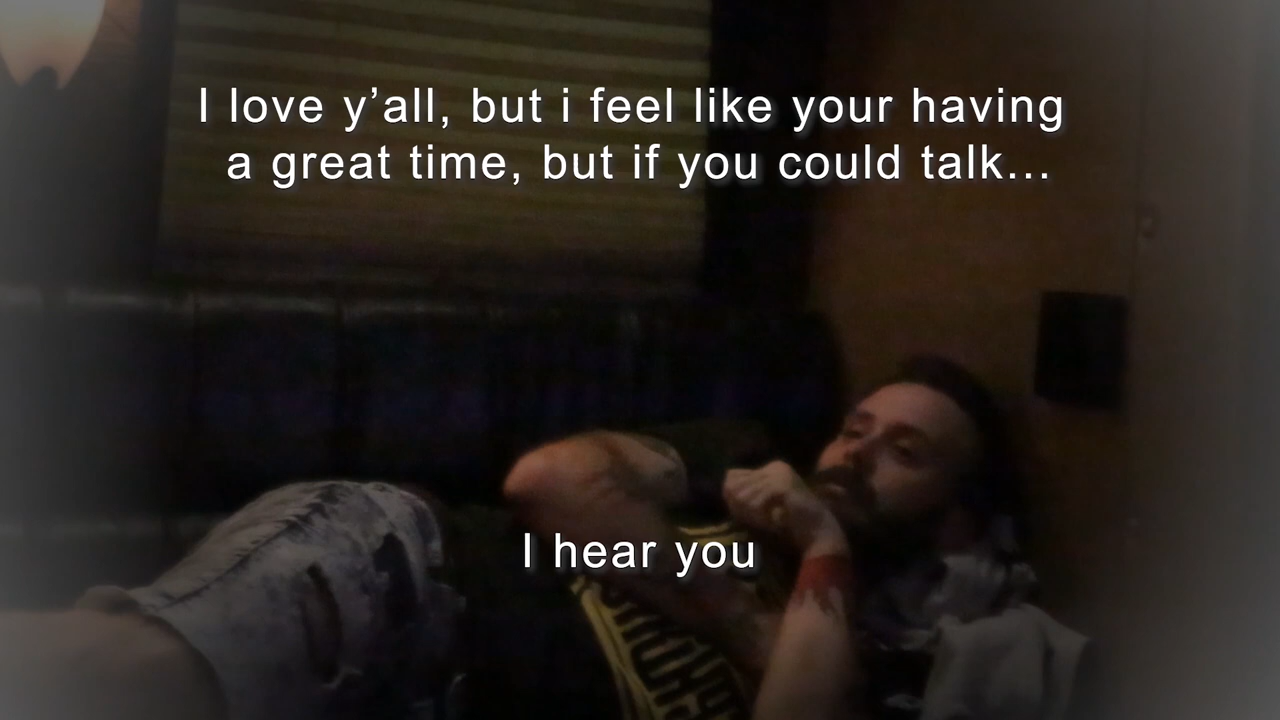 I love y’all, but i feel like your having
a great time, but if you could talk...
I hear you